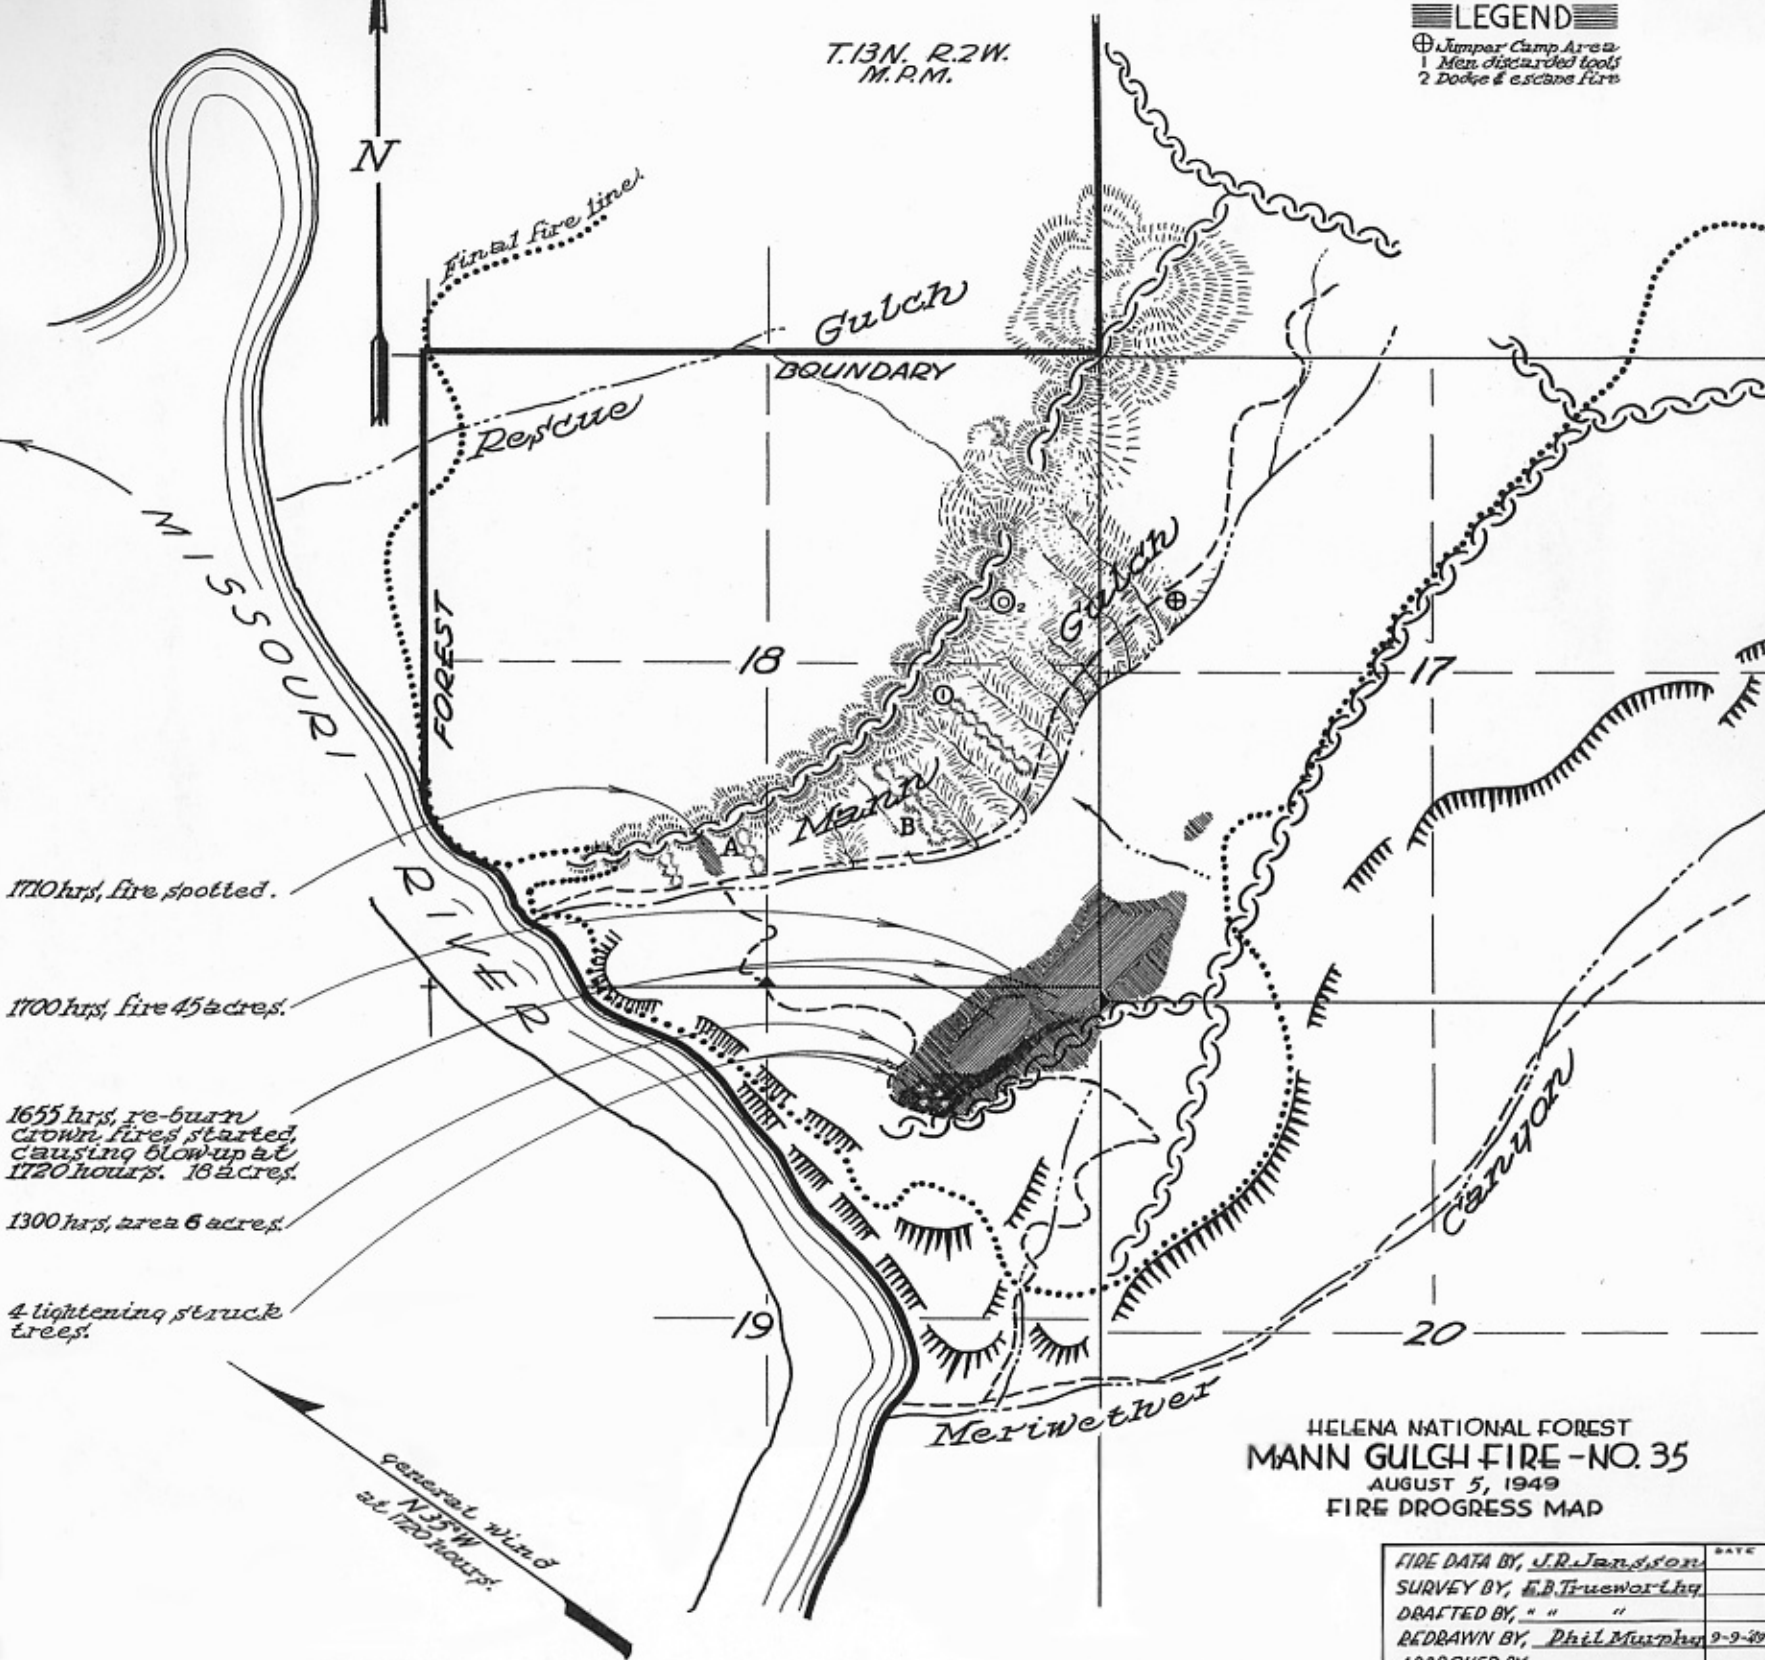 LEGEND
⊕ Jumper Camp Area
1 Men discarded tools
2 Dodge & escape fire
T.13N. R.2W.
M.P.M.
N
Final fire line.
Gulch
BOUNDARY
Rescue
MISSOURI
FOREST
Gulch
2
18
17
1
Mann
B
A
1710 hrs, fire spotted.
RIVER
1700 hrs, fire 45 acres.
1655 hrs, re-burn
crown fires started,
causing blow-up at
1720 hours. 18 acres.
Canyon
1300 hrs, area 6 acres.
4 lightening struck
trees.
19
20
Meriwether
general wind
N35°W
at 1720 hours.
HELENA NATIONAL FOREST
MANN GULCH FIRE - NO. 35
AUGUST 5, 1949
FIRE PROGRESS MAP
DATE
FIRE DATA BY, J.R. Jansson
SURVEY BY, E.B. Trueworthy
DRAFTED BY, " " "
REDRAWN BY, Phil Murphy 9-9-49